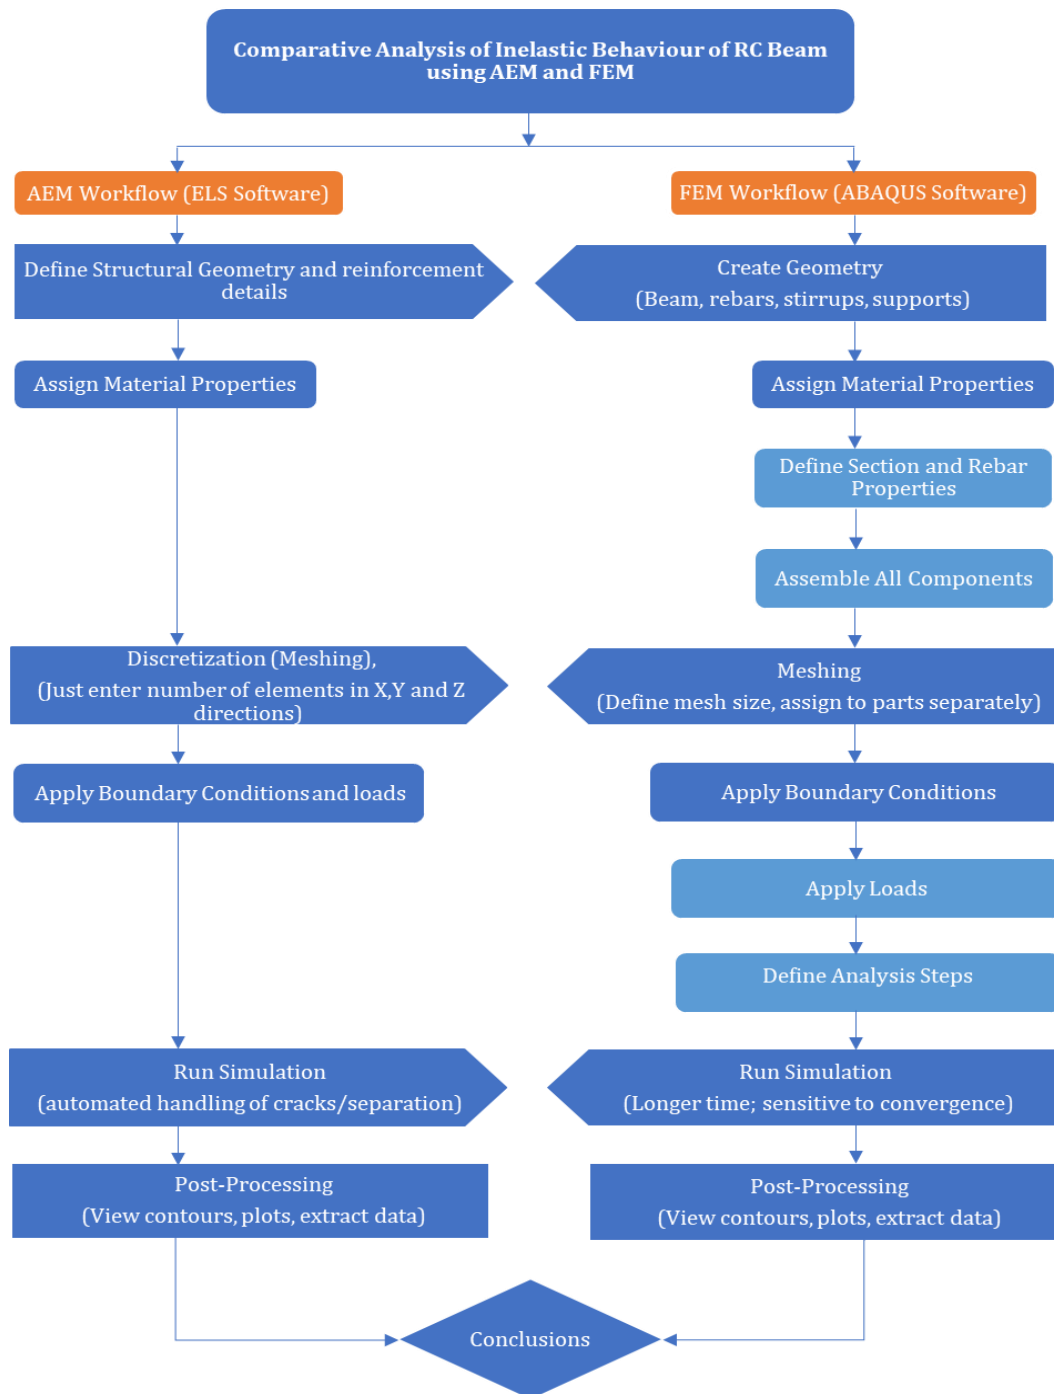 Comparative Analysis of Inelastic Behaviour of RC Beam
using AEM and FEM
AEM Workflow (ELS Software)
Define Structural Geometry and reinforcement
details
Assign Material Properties
Discretization (Meshing),
(Just enter number of elements in X,Y and Z
directions)
Apply Boundary Conditions and loads
Run Simulation
(automated handling of cracks/separation)
Post-Processing
(View contours, plots, extract data)
FEM Workflow (ABAQUS Software)
Create Geometry
(Beam, rebars, stirrups, supports)
Assign Material Properties
Define Section and Rebar
Properties
Assemble All Components
Meshing
(Define mesh size, assign to parts separately)
Apply Boundary Conditions
Apply Loads
Define Analysis Steps
Run Simulation
(Longer time; sensitive to convergence)
Post-Processing
(View contours, plots, extract data)
Conclusions